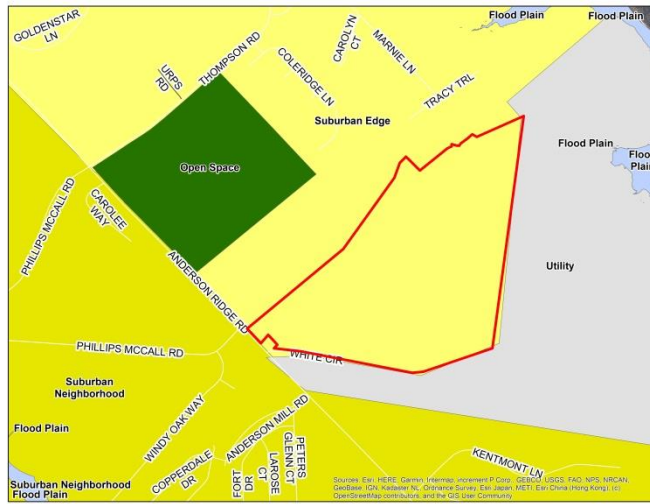 Flood Plain
Flood Plain
GOLDENSTAR
LN
THOMPSON RD
CAROLYN
CT
MARNIE LN
URPS
RD
COLERIDGE LN
TRACY TRL
Suburban Edge
Flood Plain
Flood
Plain
Open Space
CAROLEE
WAY
PHILLIPS MCCALL RD
ANDERSON RIDGE RD
Utility
PHILLIPS MCCALL RD
WHITE CIR
Suburban
Neighborhood
WINDY OAK WAY
ANDERSON MILL RD
PETERS
GLENN CT
Flood Plain
COPPERDALE
DR
FORT
DR
LAROSE
CT
KENTMONT LN
Suburban Neighborhood
Flood Plain
Sources: Esri, HERE, Garmin, Intermap, increment P Corp., GEBCO, USGS, FAO, NPS, NRCAN,
GeoBase, IGN, Kadaster NL, Ordnance Survey, Esri Japan, METI, Esri China (Hong Kong), (c)
OpenStreetMap contributors, and the GIS User Community